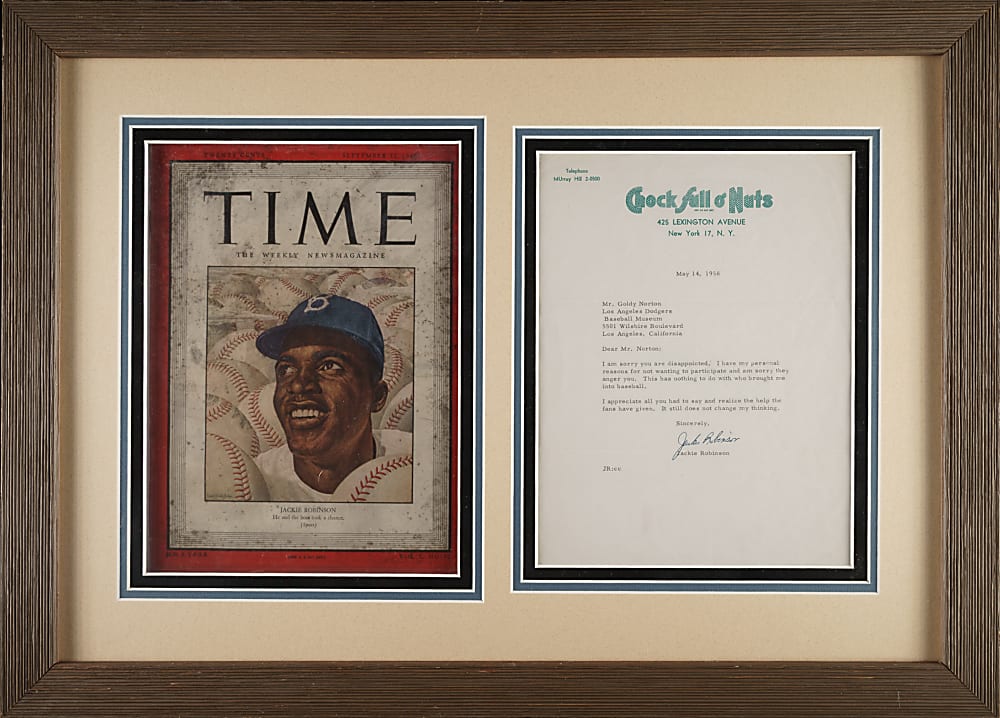 TWENTY CENTS SEPTEMBER 22, 1947
TIME
THE WEEKLY NEWSMAGAZINE
JACKIE ROBINSON
He and the boss took a chance.
(Sport)
Telephone
MUrray Hill 2-0500
Chock full o' Nuts
425 LEXINGTON AVENUE
New York 17, N. Y.
May 14, 1958
Mr. Goldy Norton
Los Angeles Dodgers
Baseball Museum
5501 Wilshire Boulevard
Los Angeles, California
Dear Mr. Norton:
I am sorry you are disappointed. I have my personal
reasons for not wanting to participate and am sorry they
anger you. This has nothing to do with who brought me
into baseball.
I appreciate all you had to say and realize the help the
fans have given. It still does not change my thinking.
Sincerely,
Jackie Robinson
Jackie Robinson
JR:cc